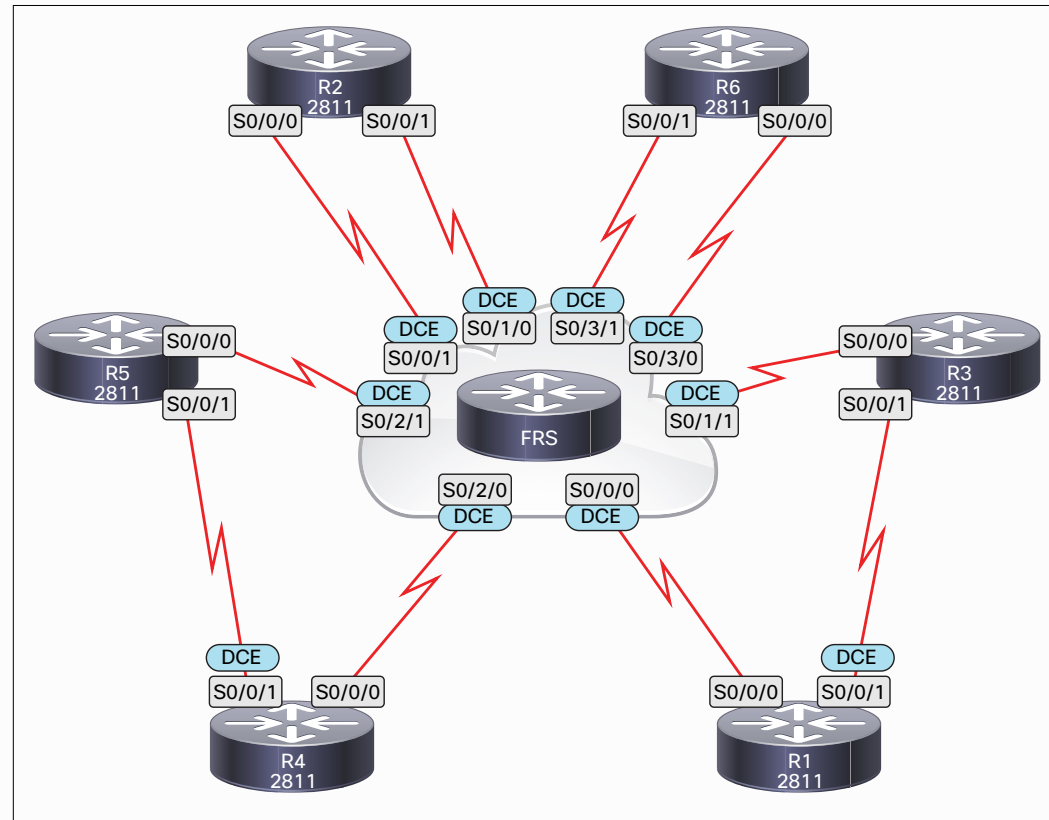 R2
2811
S0/0/0
S0/0/1
R6
2811
S0/0/1
S0/0/0
DCE
S0/1/0
DCE
S0/3/1
DCE
S0/0/1
DCE
S0/3/0
S0/0/0
R5
2811
S0/0/1
DCE
S0/2/1
FRS
DCE
S0/1/1
S0/0/0
R3
2811
S0/0/1
S0/2/0
DCE
S0/0/0
DCE
DCE
S0/0/1
S0/0/0
R4
2811
S0/0/0
DCE
S0/0/1
R1
2811